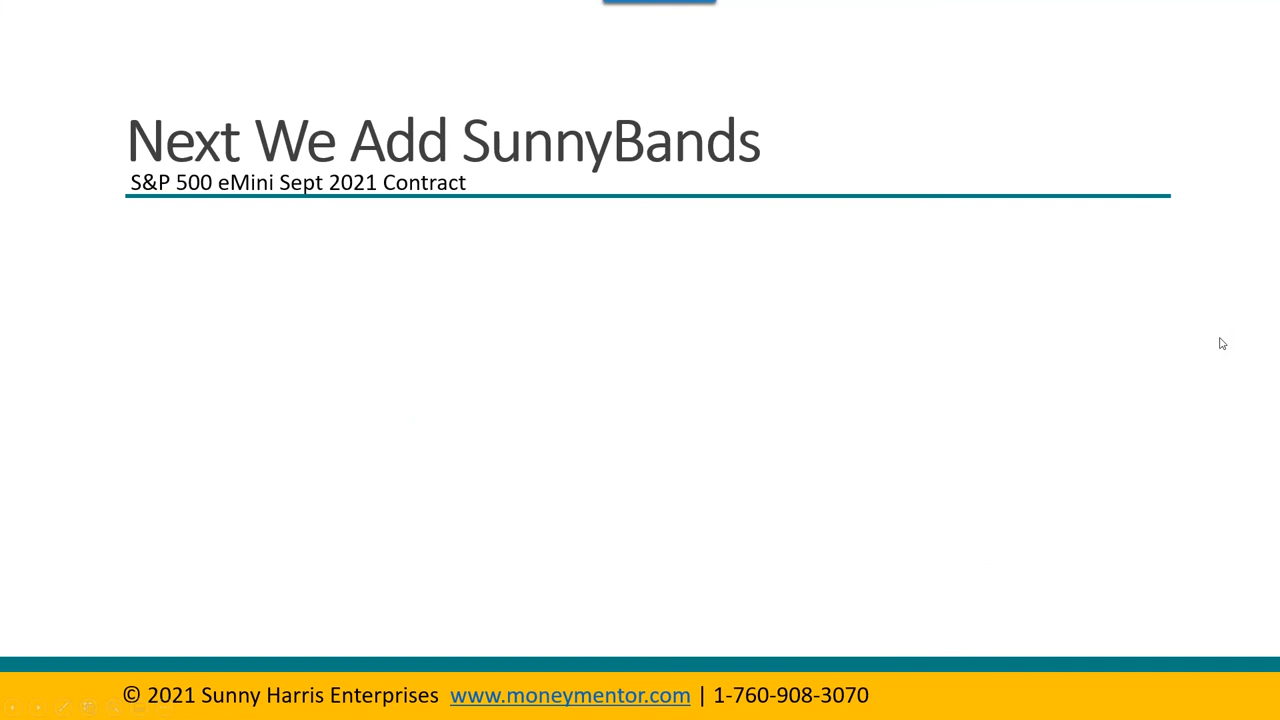 Next We Add SunnyBands
S&P 500 eMini Sept 2021 Contract
© 2021 Sunny Harris Enterprises www.moneymentor.com | 1-760-908-3070